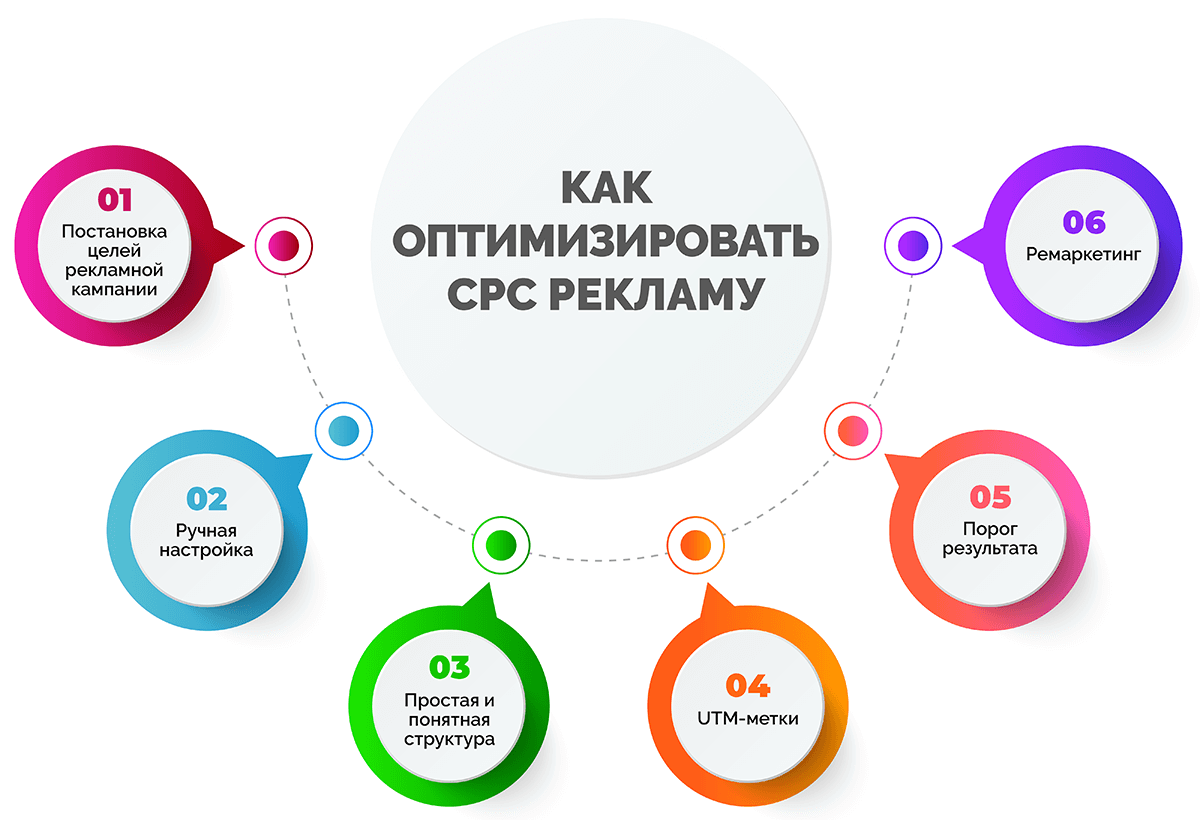 КАК
ОПТИМИЗИРОВАТЬ
CPC РЕКЛАМУ
01
Постановка
целей
рекламной
кампании
02
Ручная
настройка
03
Простая и
понятная
структура
04
UTM-метки
05
Порог
результата
06
Ремаркетинг